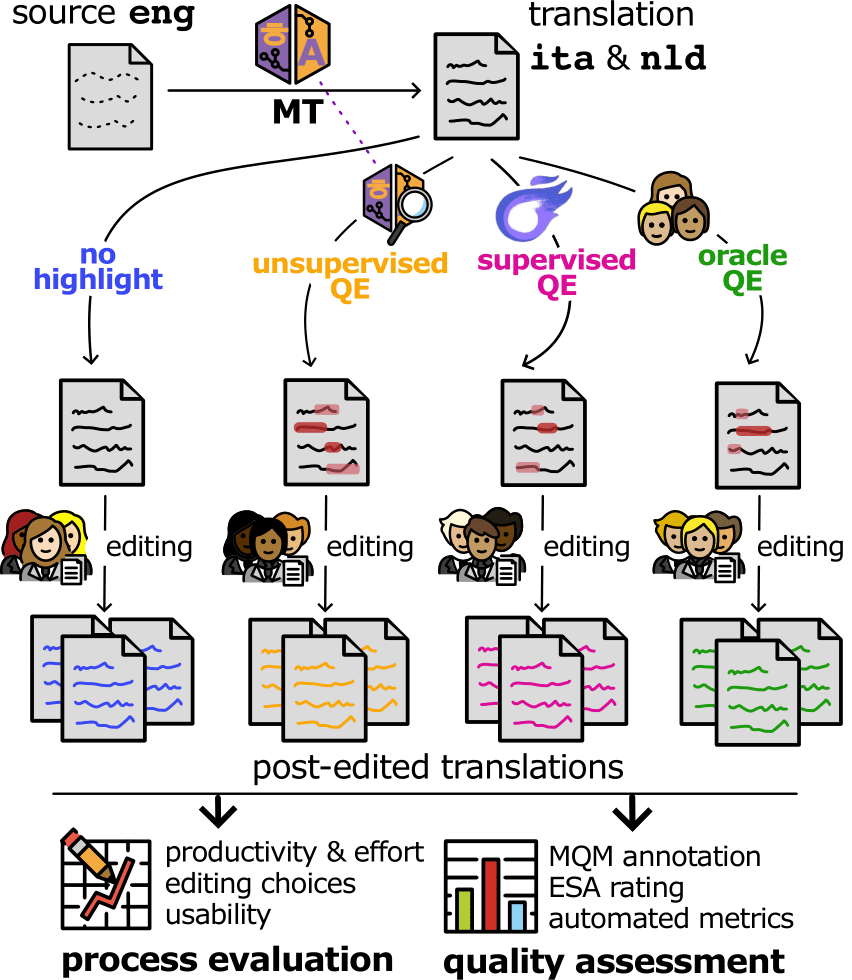 source eng
translation
ita & nld
MT
no
highlight
unsupervised
QE
supervised
QE
oracle
QE
editing
editing
editing
editing
post-edited translations
productivity & effort
editing choices
usability
process evaluation
MQM annotation
ESA rating
automated metrics
quality assessment